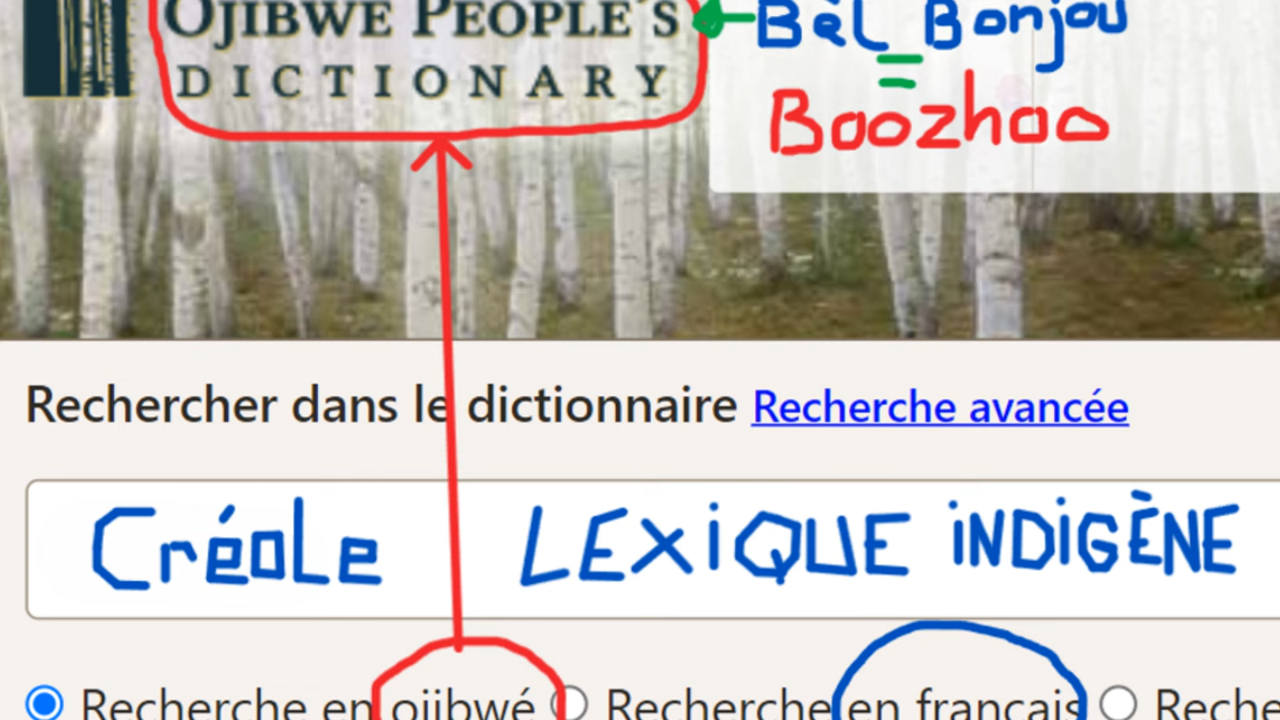 OJIBWE PEOPLE'S
DICTIONARY
Bèl Bonjou
=
Boozhoo
Rechercher dans le dictionnaire Recherche avancée
Créole LEXiQUE iNDiGÈNE
Recherche en ojibwé Recherche en français Reche